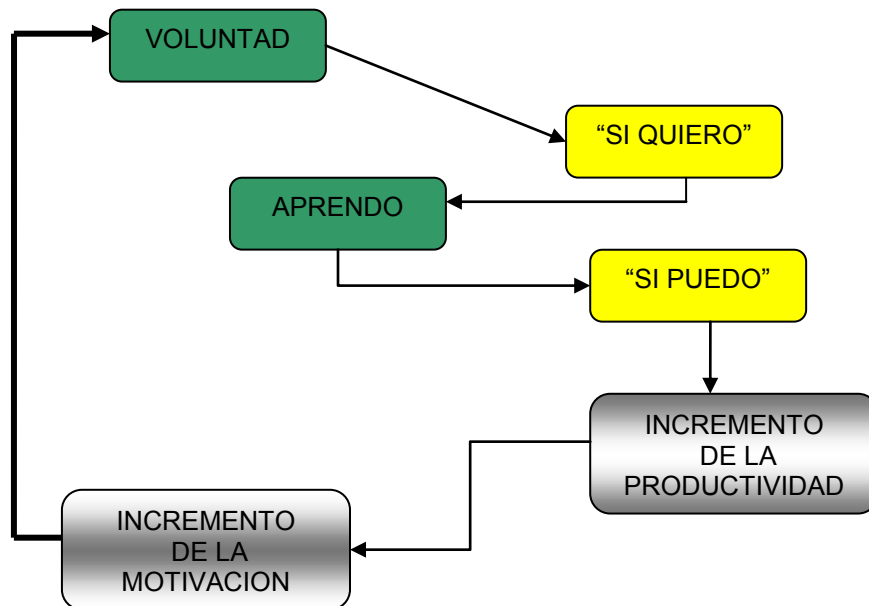 VOLUNTAD
“SI QUIERO”
APRENDO
“SI PUEDO”
INCREMENTO
DE LA
PRODUCTIVIDAD
INCREMENTO
DE LA
MOTIVACION